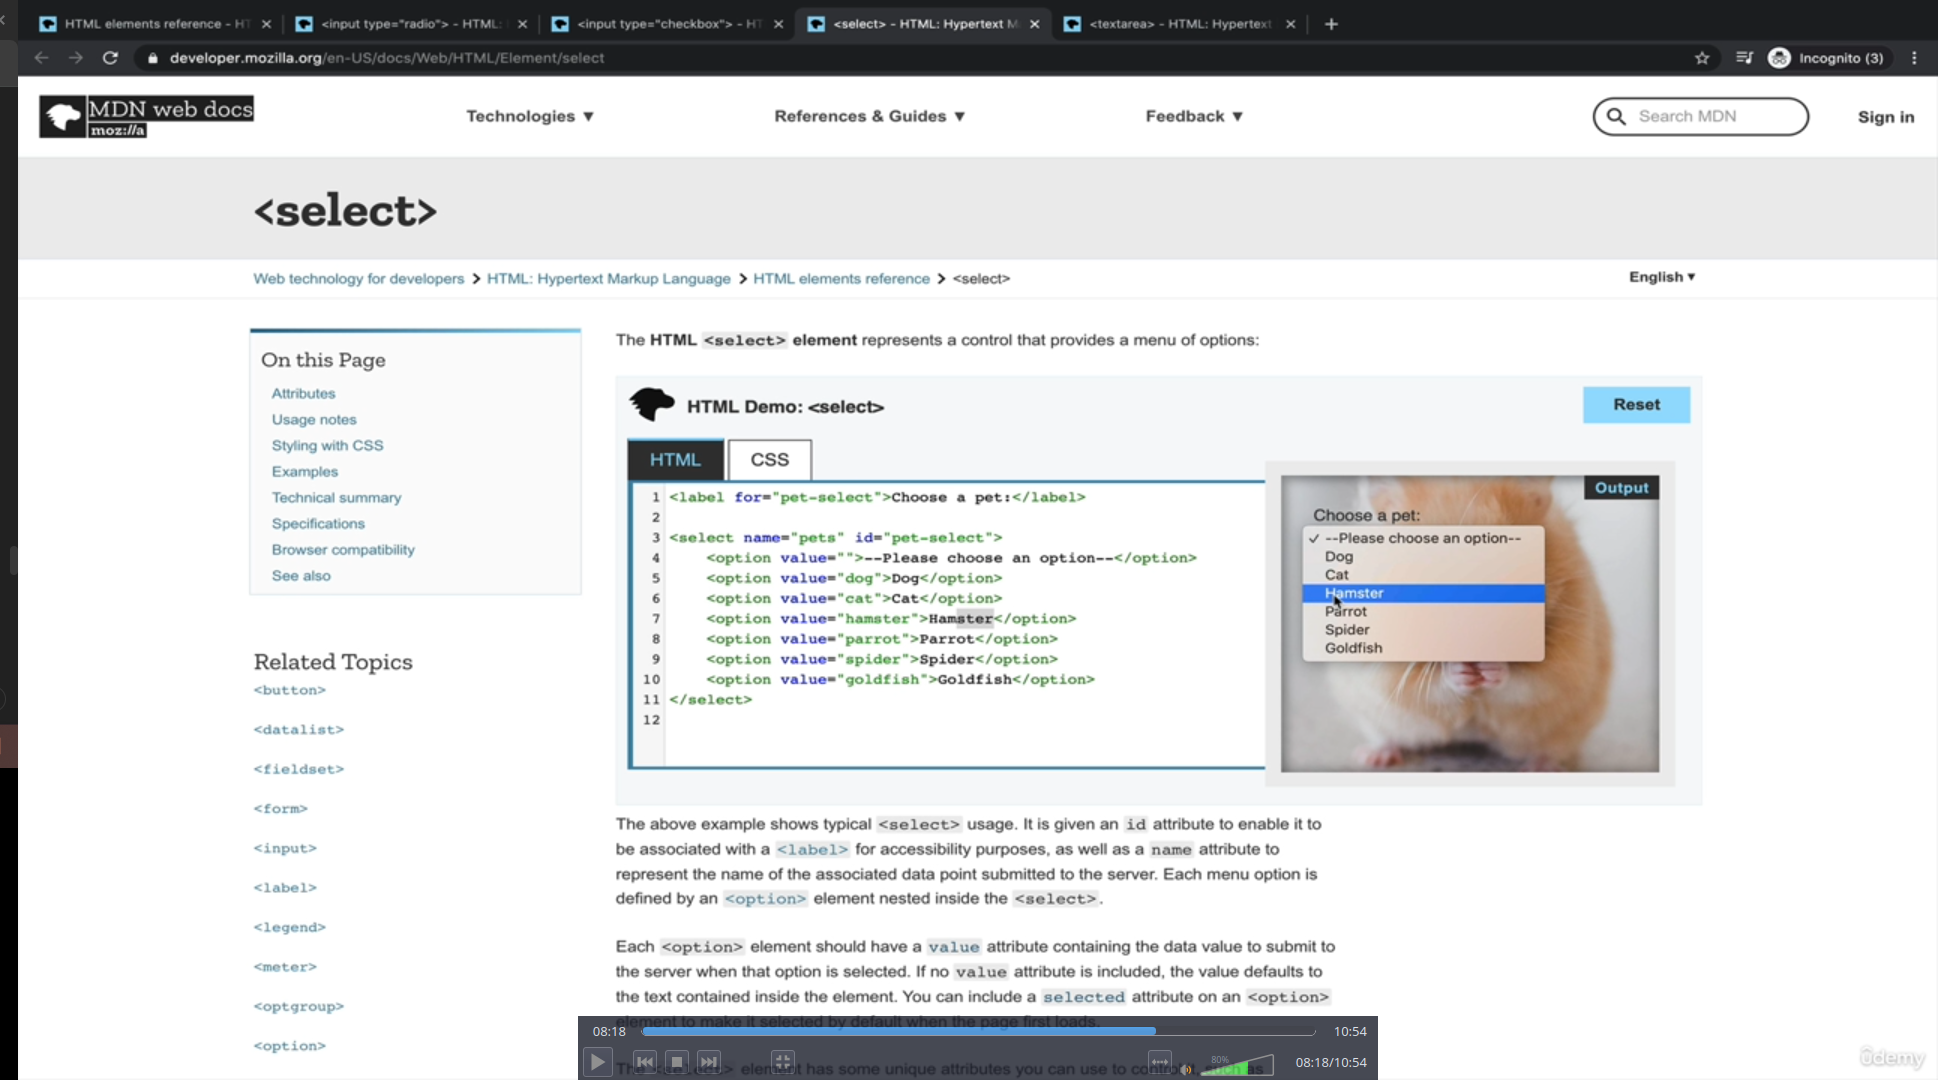 HTML elements reference - HT
<input type="radio"> - HTML:
<input type="checkbox"> - HT
<select> - HTML: Hypertext M
<textarea> - HTML: Hypertext
developer.mozilla.org/en-US/docs/Web/HTML/Element/select
Incognito (3)
MDN web docs
moz://a
Technologies ▼
References & Guides ▼
Feedback ▼
Search MDN
Sign in
<select>
Web technology for developers > HTML: Hypertext Markup Language > HTML elements reference > <select>
English ▼
On this Page
Attributes
Usage notes
Styling with CSS
Examples
Technical summary
Specifications
Browser compatibility
See also
Related Topics
<button>
<datalist>
<fieldset>
<form>
<input>
<label>
<legend>
<meter>
<optgroup>
<option>
The HTML <select> element represents a control that provides a menu of options:
HTML Demo: <select>
Reset
HTML
CSS
1 <label for="pet-select">Choose a pet:</label>
2
3 <select name="pets" id="pet-select">
4 <option value="">--Please choose an option--</option>
5 <option value="dog">Dog</option>
6 <option value="cat">Cat</option>
7 <option value="hamster">Hamster</option>
8 <option value="parrot">Parrot</option>
9 <option value="spider">Spider</option>
10 <option value="goldfish">Goldfish</option>
11 </select>
12
Output
Choose a pet:
✓ --Please choose an option--
Dog
Cat
Hamster
Parrot
Spider
Goldfish
The above example shows typical <select> usage. It is given an id attribute to enable it to
be associated with a <label> for accessibility purposes, as well as a name attribute to
represent the name of the associated data point submitted to the server. Each menu option is
defined by an <option> element nested inside the <select>.
Each <option> element should have a value attribute containing the data value to submit to
the server when that option is selected. If no value attribute is included, the value defaults to
the text contained inside the element. You can include a selected attribute on an <option>
element to make it selected by default when the page first loads.
The <select> element has some unique attributes you can use to control it, such as
08:18
10:54
80%
08:18/10:54
ûdemy